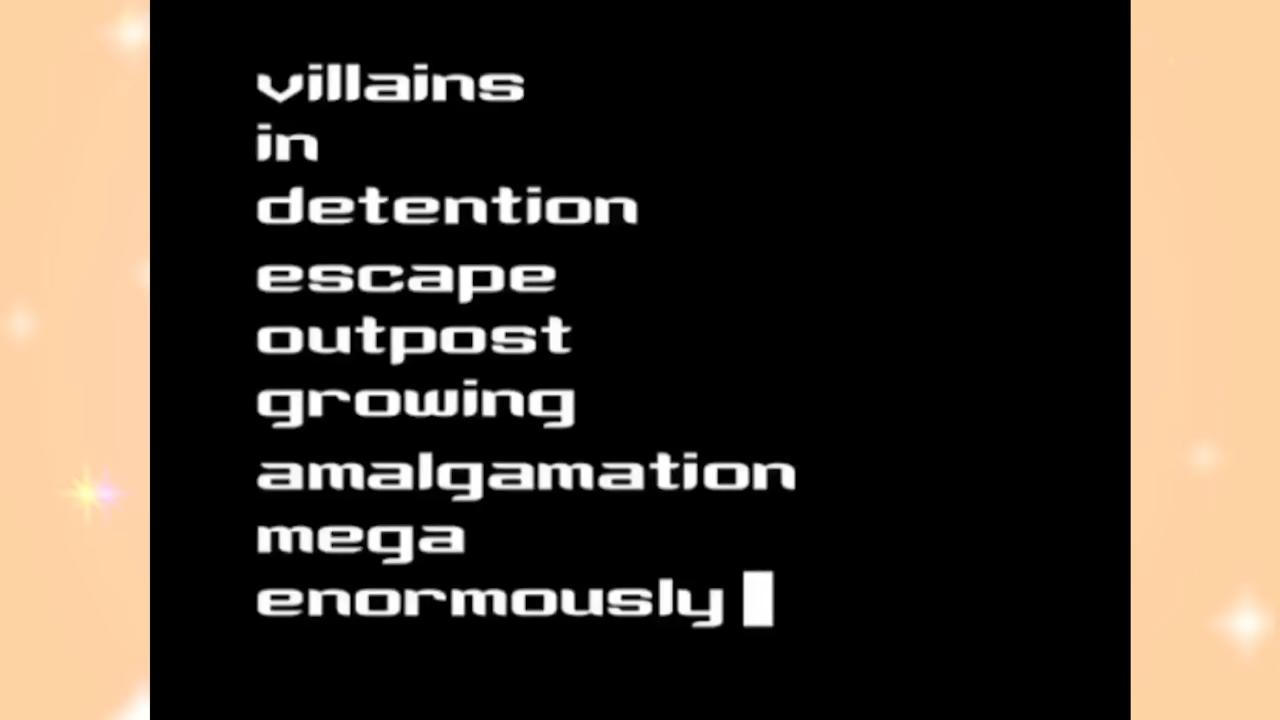 villains
in
detention
escape
outpost
growing
amalgamation
mega
enormously